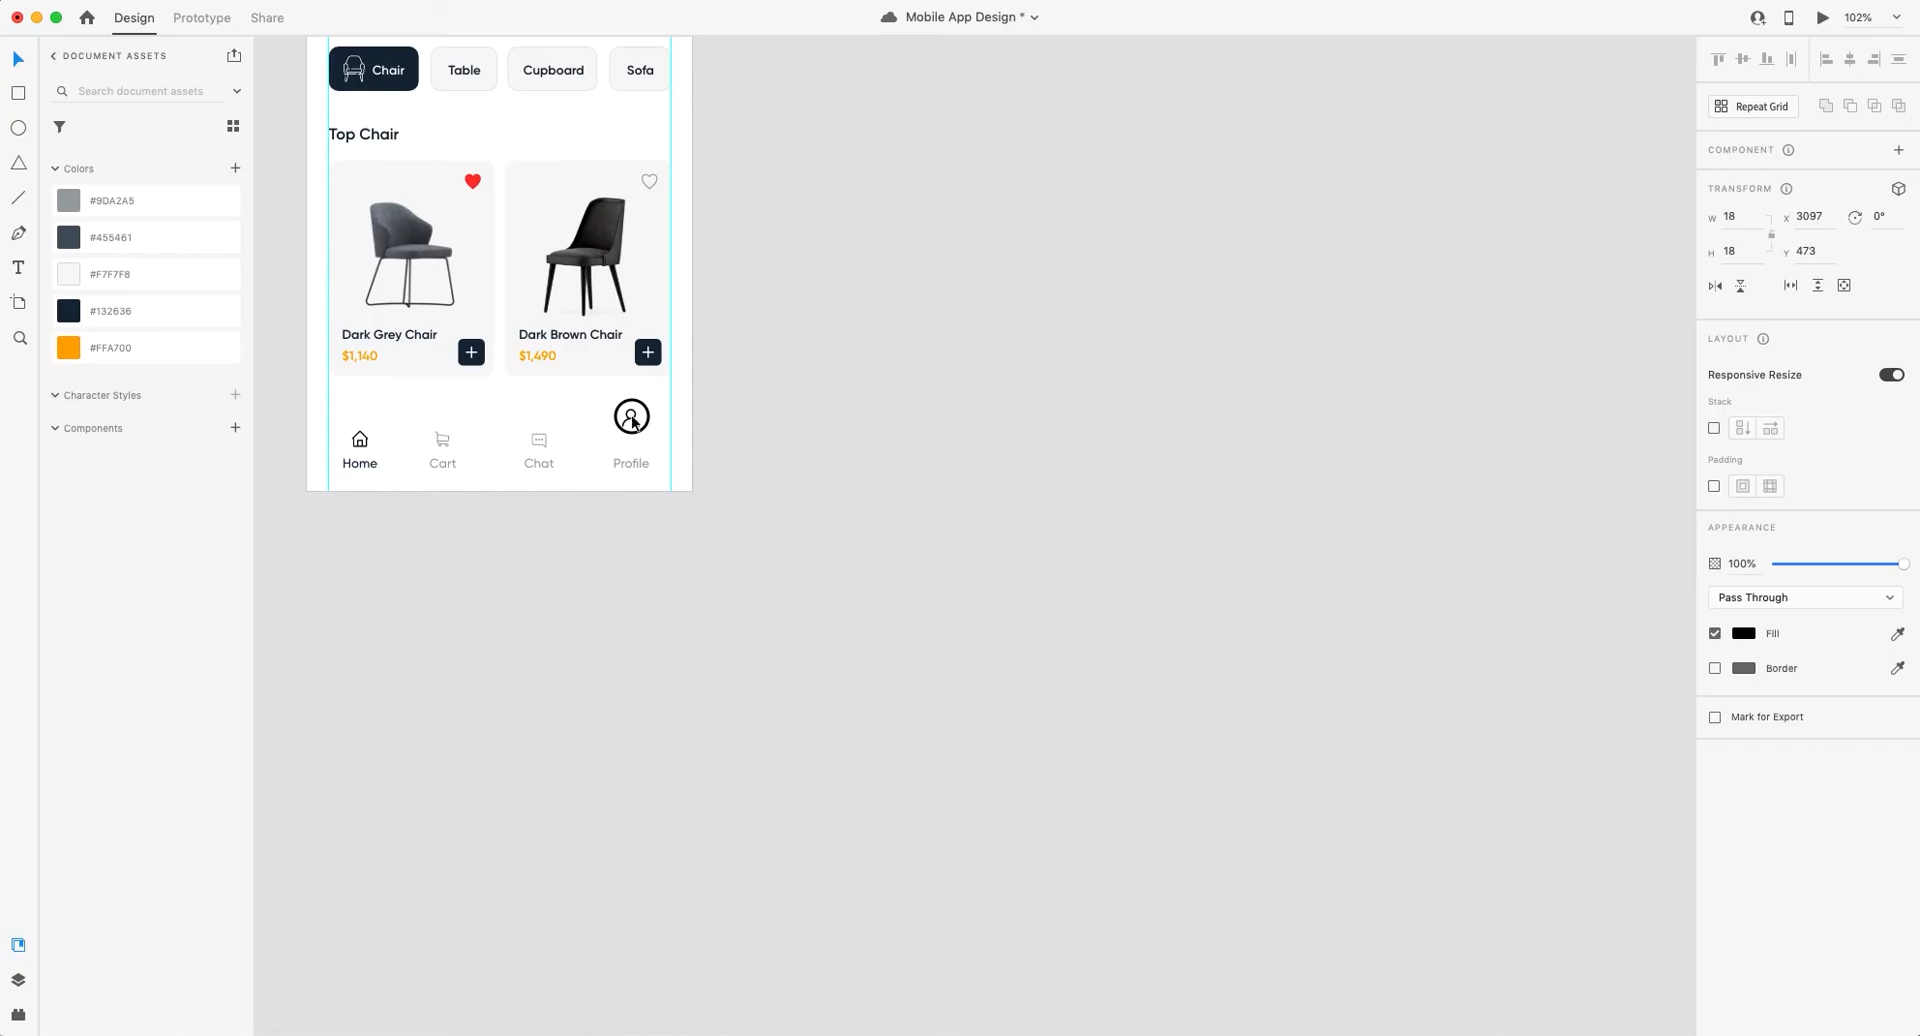 Design Prototype Share Mobile App Design * 102%
DOCUMENT ASSETS
Search document assets
Colors
#9DA2A5
#455461
#F7F7F8
#132636
#FFA700
Character Styles
Components
Chair Table Cupboard Sofa
Top Chair
Dark Grey Chair
$1,140
Dark Brown Chair
$1,490
Home Cart Chat Profile
Repeat Grid
COMPONENT
TRANSFORM
W 18 X 3097 0°
H 18 Y 473
LAYOUT
Responsive Resize
Stack
Padding
APPEARANCE
100%
Pass Through
Fill
Border
Mark for Export